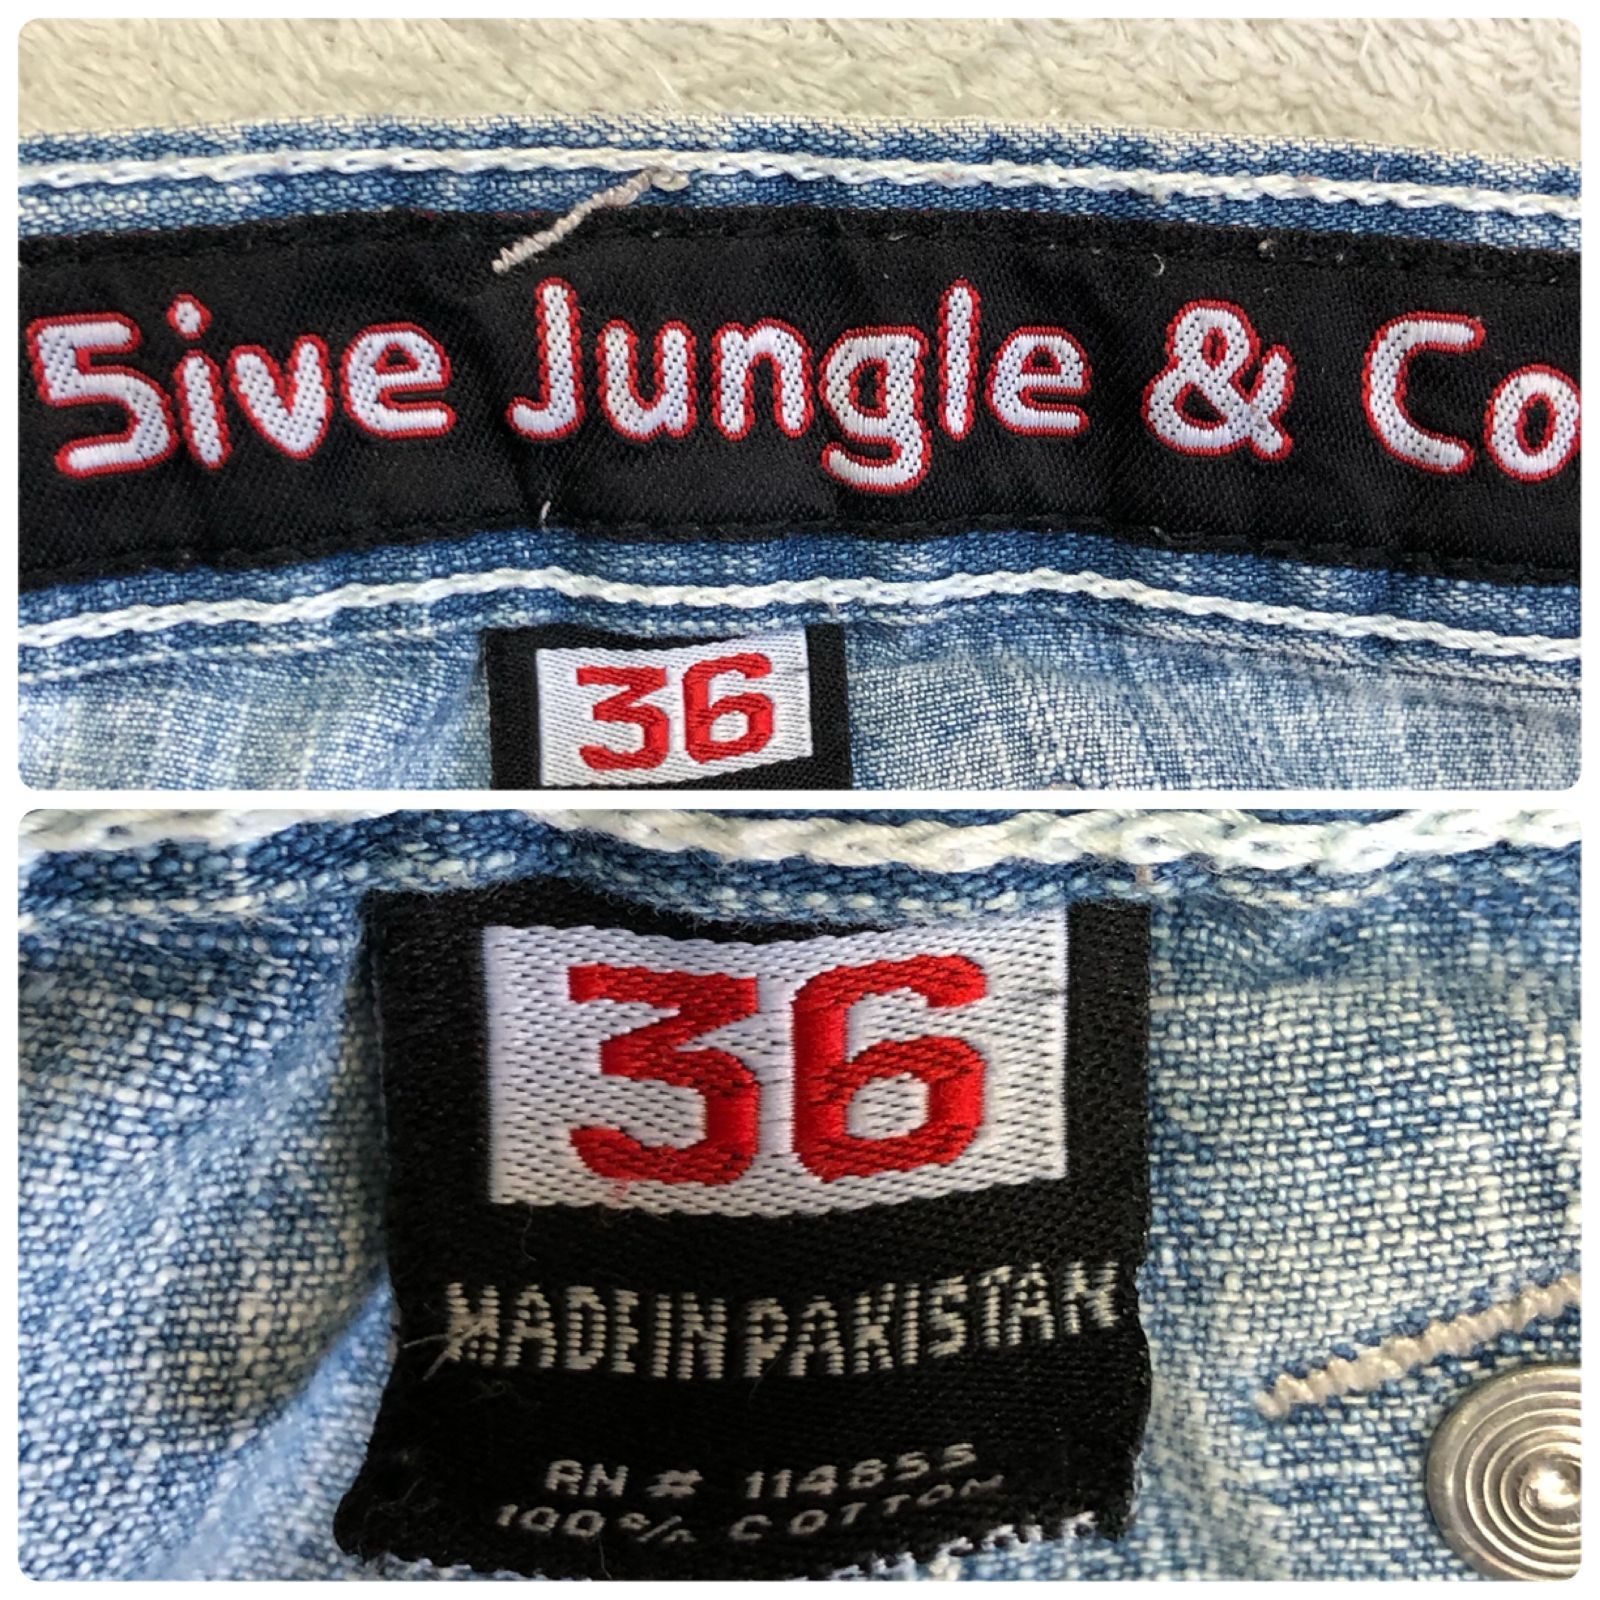 5ive Jungle & Co
36
36
MADE IN PAKISTAN
RN # 114855
100% COTTON